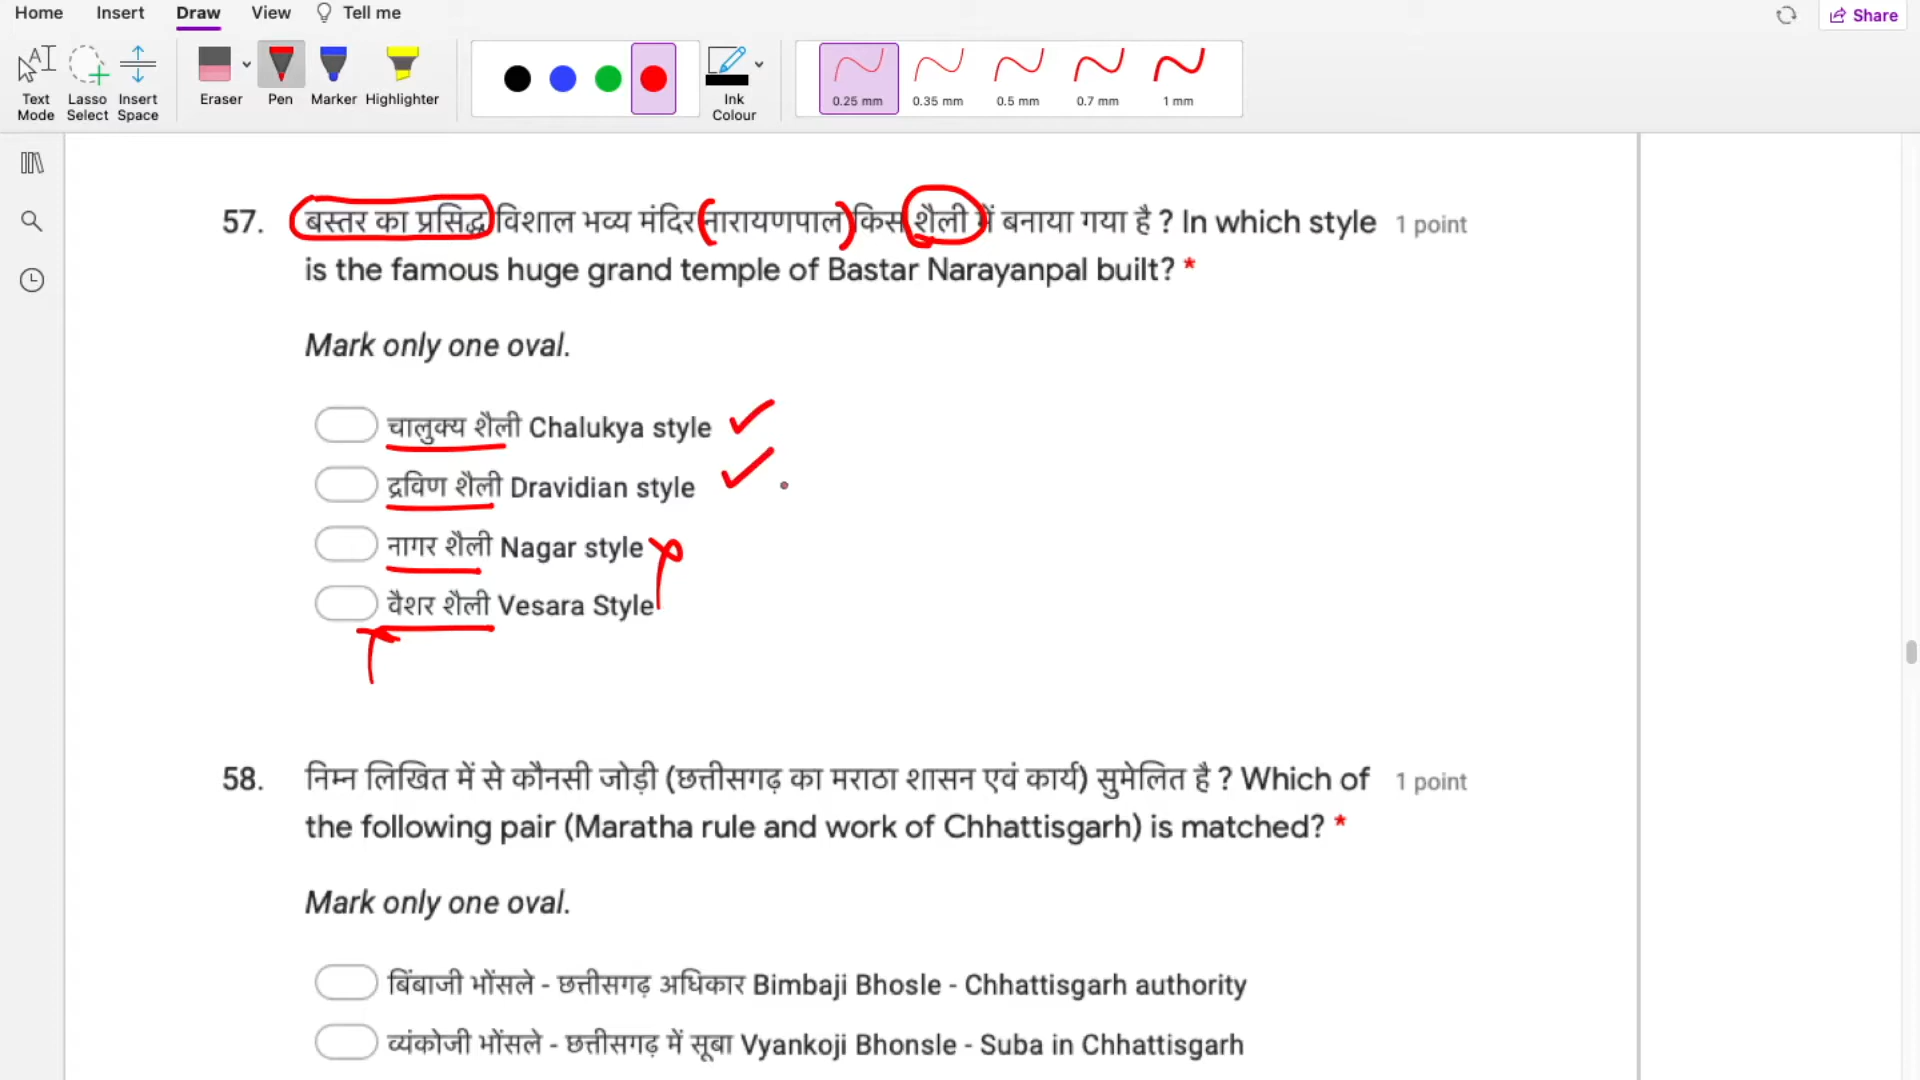 Home Insert Draw View Tell me
Share
Text Mode
Lasso Select
Insert Space
Eraser
Pen
Marker
Highlighter
Ink Colour
0.25 mm
0.35 mm
0.5 mm
0.7 mm
1 mm
57. बस्तर का प्रसिद्ध विशाल भव्य मंदिर (नारायणपाल) किस शैली में बनाया गया है ? In which style 1 point
is the famous huge grand temple of Bastar Narayanpal built? *
Mark only one oval.
चालुक्य शैली Chalukya style
द्रविण शैली Dravidian style
नागर शैली Nagar style
वैशर शैली Vesara Style
58. निम्न लिखित में से कौनसी जोड़ी (छत्तीसगढ़ का मराठा शासन एवं कार्य) सुमेलित है ? Which of 1 point
the following pair (Maratha rule and work of Chhattisgarh) is matched? *
Mark only one oval.
बिंबाजी भोंसले - छत्तीसगढ़ अधिकार Bimbaji Bhosle - Chhattisgarh authority
व्यंकोजी भोंसले - छत्तीसगढ़ में सूबा Vyankoji Bhonsle - Suba in Chhattisgarh